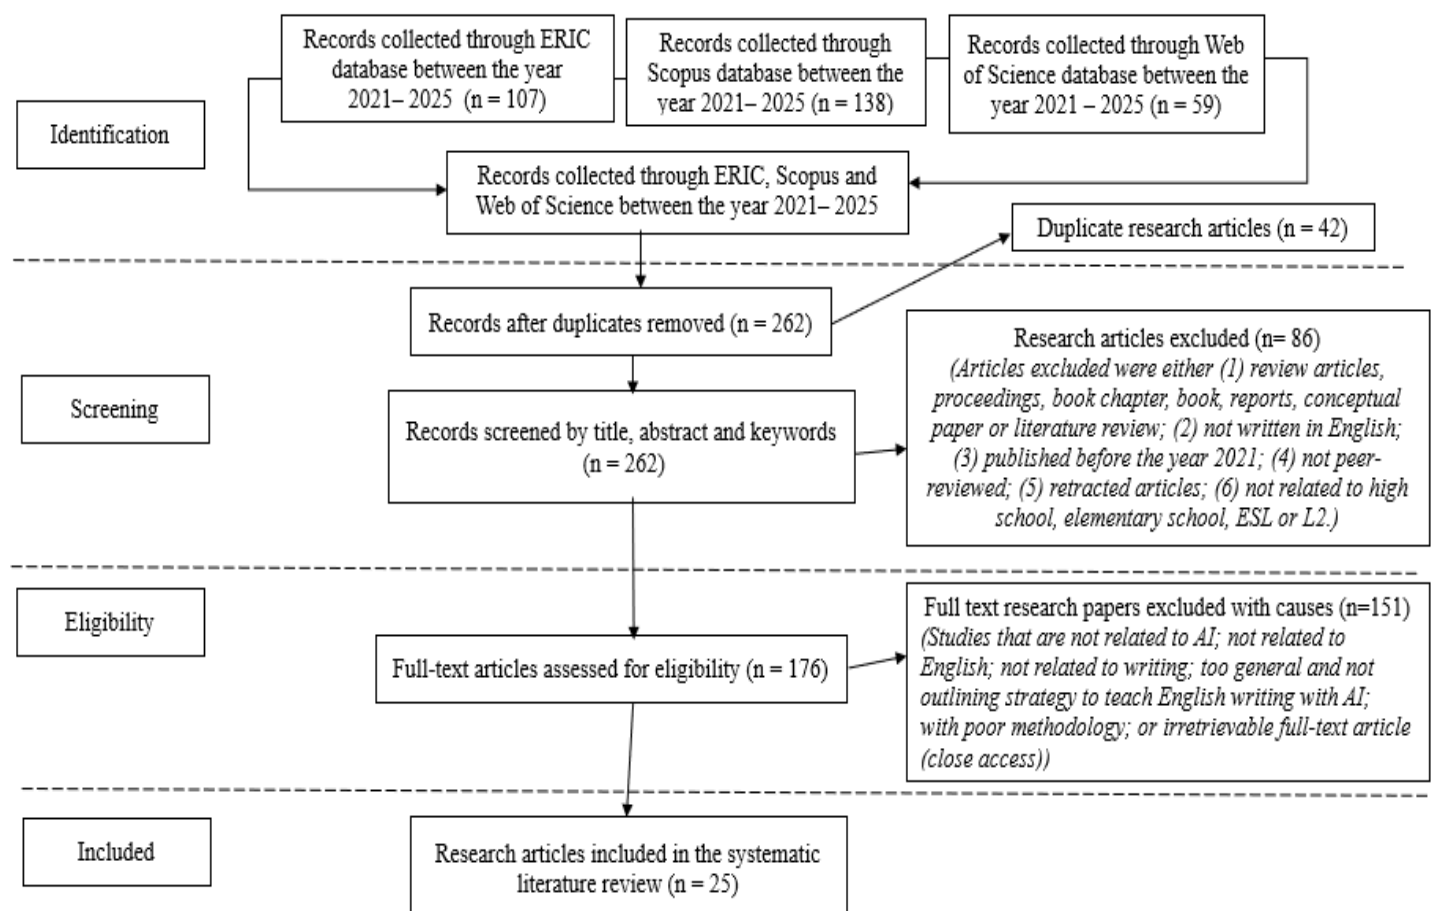 Records collected through ERIC
database between the year
2021– 2025 (n = 107)
Records collected through
Scopus database between the
year 2021– 2025 (n = 138)
Records collected through Web
of Science database between the
year 2021 – 2025 (n = 59)
Identification
Records collected through ERIC, Scopus and
Web of Science between the year 2021– 2025
Duplicate research articles (n = 42)
Records after duplicates removed (n = 262)
Screening
Records screened by title, abstract and keywords
(n = 262)
Research articles excluded (n= 86)
(Articles excluded were either (1) review articles,
proceedings, book chapter, book, reports, conceptual
paper or literature review; (2) not written in English;
(3) published before the year 2021; (4) not peer-
reviewed; (5) retracted articles; (6) not related to high
school, elementary school, ESL or L2.)
Eligibility
Full-text articles assessed for eligibility (n = 176)
Full text research papers excluded with causes (n=151)
(Studies that are not related to AI; not related to
English; not related to writing; too general and not
outlining strategy to teach English writing with AI;
with poor methodology; or irretrievable full-text article
(close access))
Included
Research articles included in the systematic
literature review (n = 25)